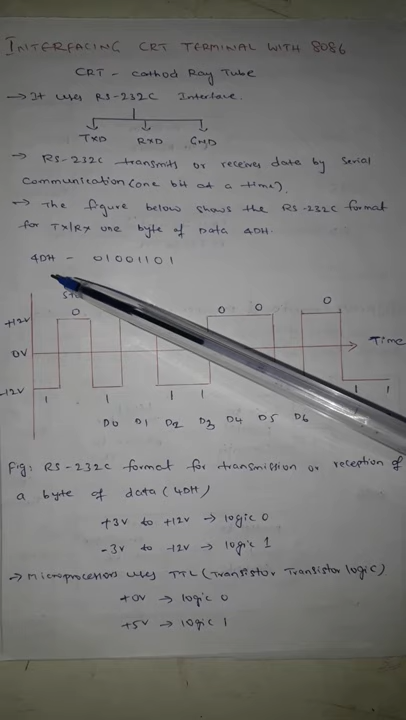 INTERFACING CRT TERMINAL WITH 8086
CRT - Cathod Ray Tube
→ It uses RS-232C Interface.
TXD RXD GND
→ RS-232C transmits or receives data by serial
communication (one bit at a time).
→ The figure below shows the RS-232C format
for Tx/Rx one byte of Data 4DH.
4DH - 01001101
0 0 0 0
+12V
0V
Time
-12V
1 1 1 1 1 1
D0 D1 D2 D3 D4 D5 D6
Fig: RS-232C format for transmission or reception of
a byte of data (4DH)
+3V to +12V → logic 0
-3V to -12V → logic 1
→ Microprocessors uses TTL (Transistor Transistor logic)
+0V → logic 0
+5V → logic 1